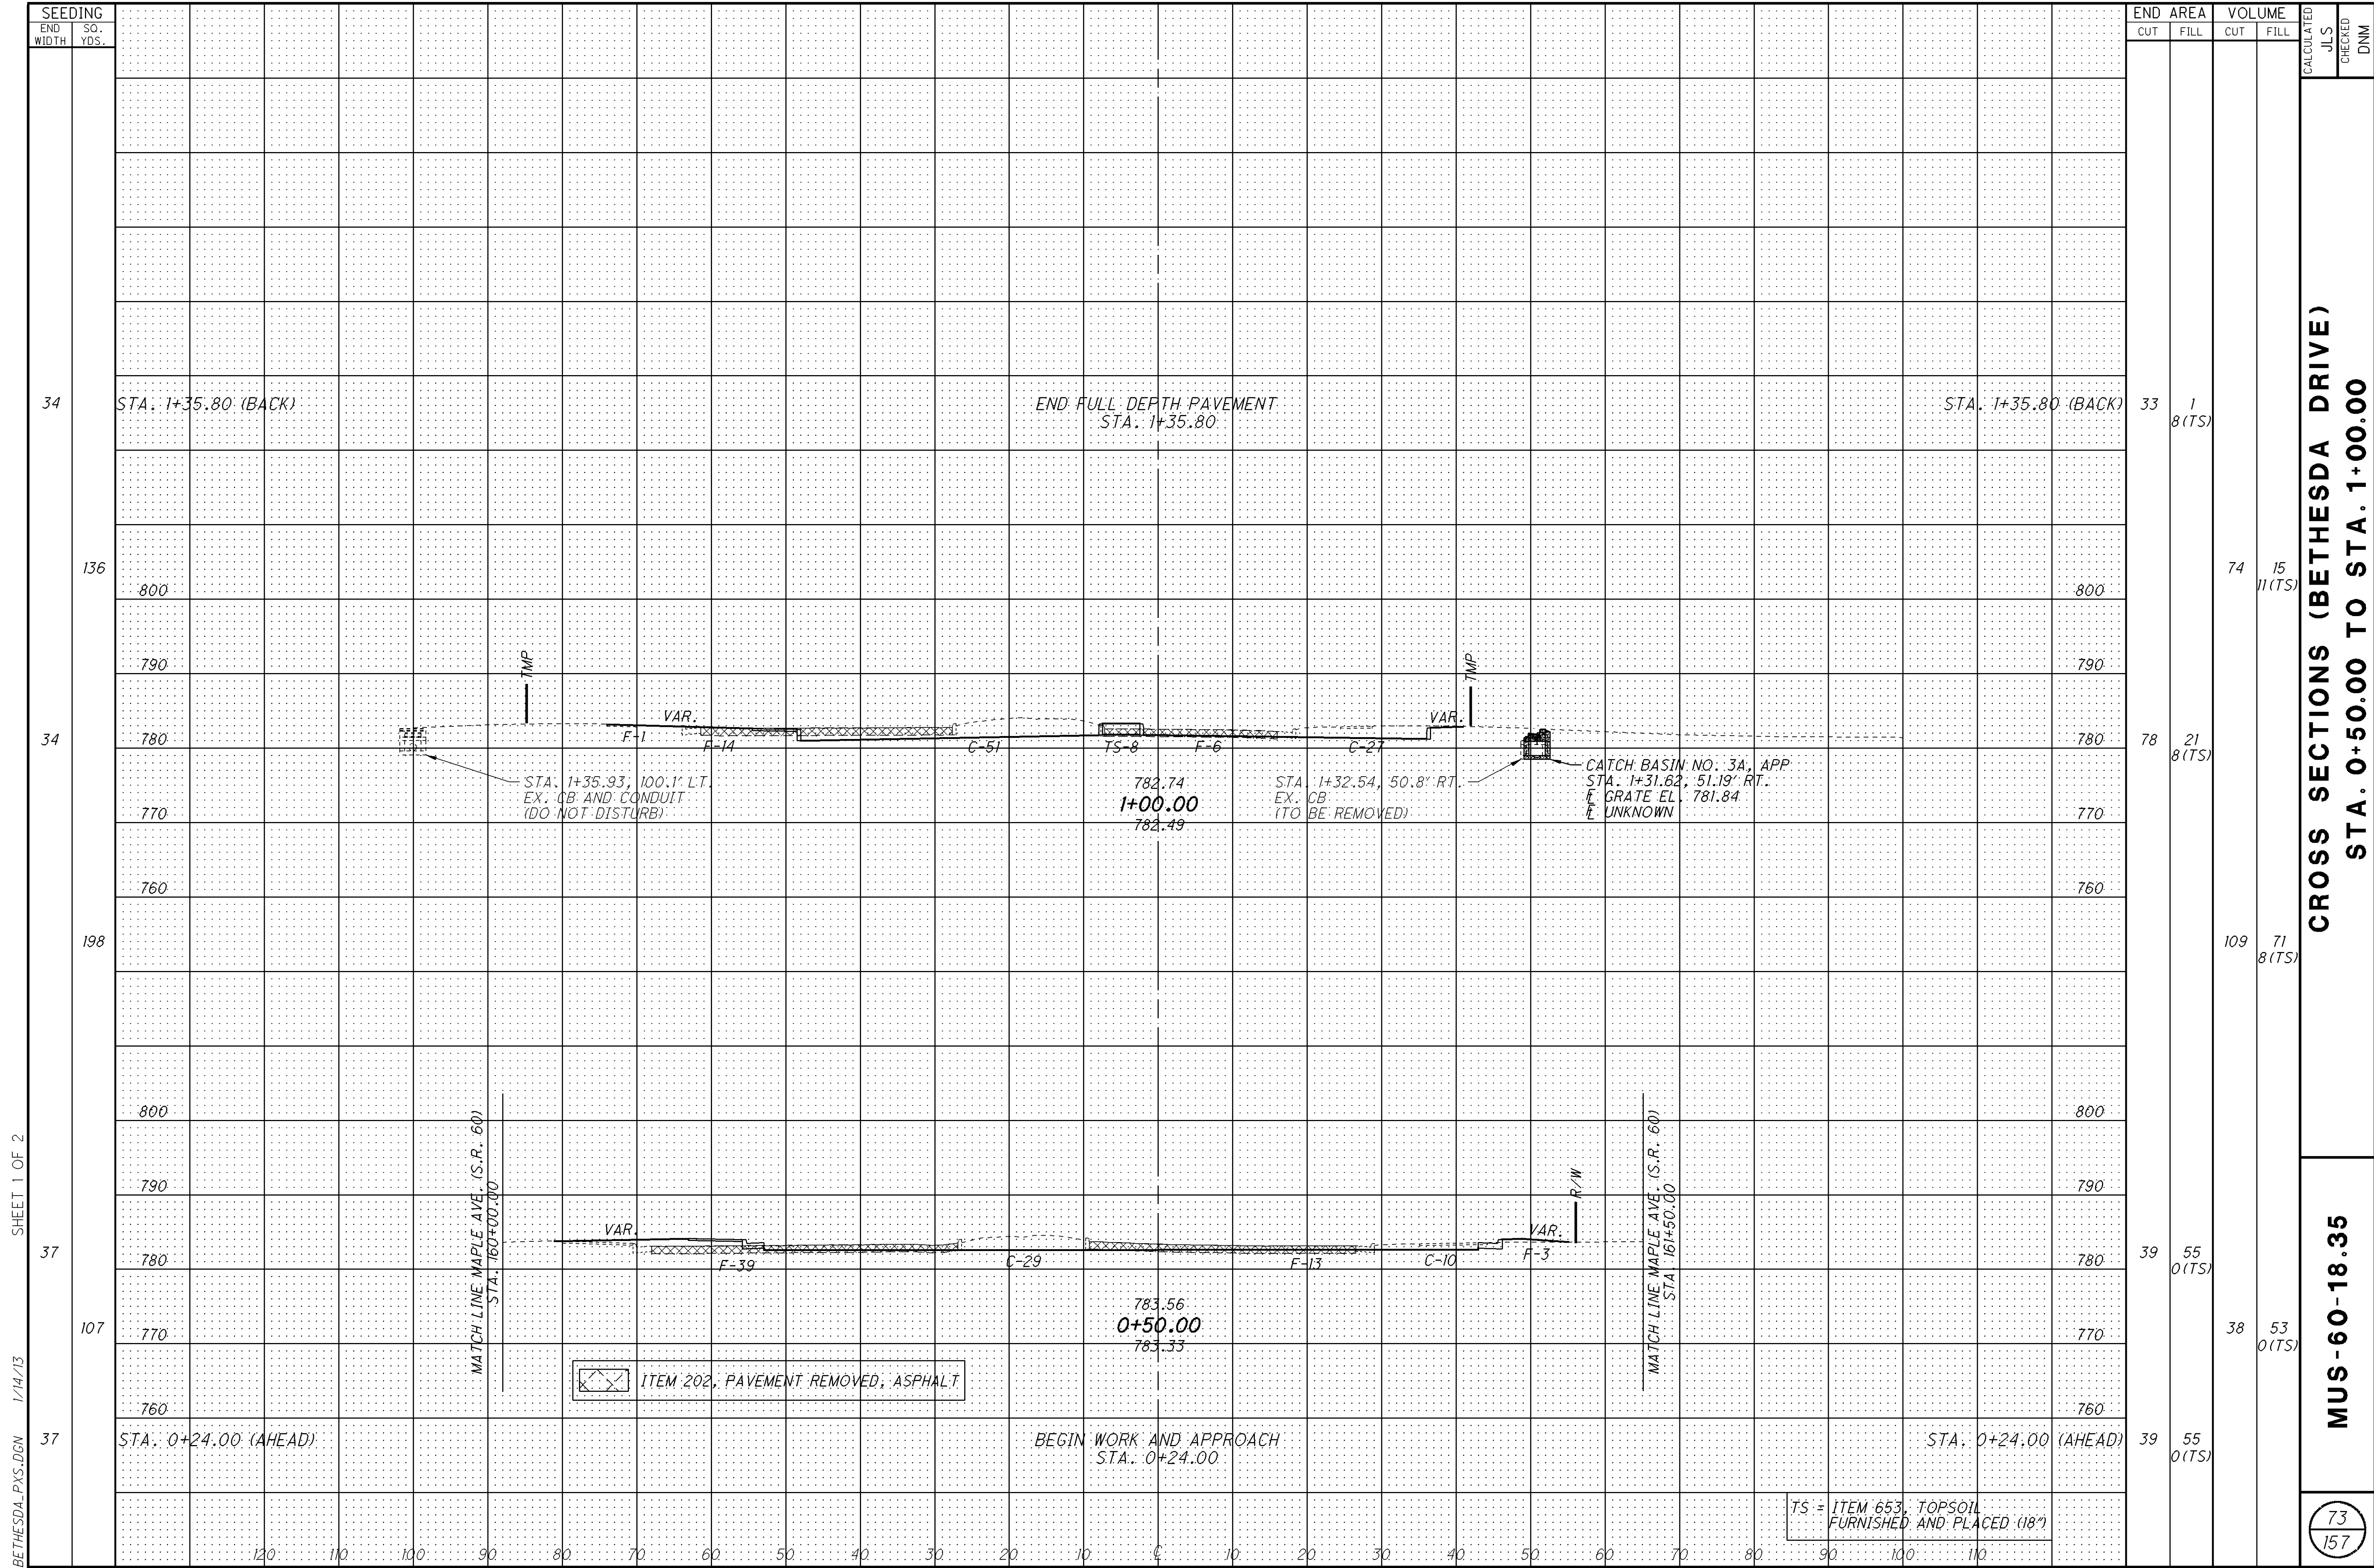 SEEDING
END WIDTH
SQ. YDS.
END AREA
VOLUME
CUT
FILL
CUT
FILL
CALCULATED
JLS
CHECKED
DNM
34
STA. 1+35.80 (BACK)
END FULL DEPTH PAVEMENT
STA. 1+35.80
STA. 1+35.80 (BACK)
33
1
8(TS)
136
74
15
11(TS)
800
800
790
790
TMP
TMP
VAR.
VAR.
34
780
F-1
F-14
C-51
TS-8
F-6
C-27
780
78
21
8(TS)
STA. 1+35.93, 100.1' LT.
EX. CB AND CONDUIT
(DO NOT DISTURB)
782.74
1+00.00
782.49
STA. 1+32.54, 50.8' RT.
EX. CB
(TO BE REMOVED)
CATCH BASIN NO. 3A, APP
STA. 1+31.62, 51.19' RT.
FL GRATE EL. 781.84
FL UNKNOWN
770
770
760
760
198
109
71
8(TS)
800
800
790
790
MATCH LINE MAPLE AVE. (S.R. 60)
STA. 160+00.00
MATCH LINE MAPLE AVE. (S.R. 60)
STA. 161+50.00
R/W
VAR.
VAR.
37
780
F-39
C-29
F-13
C-10
F-3
780
39
55
0(TS)
783.56
0+50.00
783.33
107
770
770
38
53
0(TS)
ITEM 202, PAVEMENT REMOVED, ASPHALT
760
760
37
STA. 0+24.00 (AHEAD)
BEGIN WORK AND APPROACH
STA. 0+24.00
STA. 0+24.00 (AHEAD)
39
55
0(TS)
TS = ITEM 653, TOPSOIL
FURNISHED AND PLACED (18")
120 110 100 90 80 70 60 50 40 30 20 10 ℄ 10 20 30 40 50 60 70 80 90 100 110
CROSS SECTIONS (BETHESDA DRIVE)
STA. 0+50.00 TO STA. 1+00.00
MUS-60-18.35
73
157
BETHESDA_PXS.DGN 1/14/13 SHEET 1 OF 2